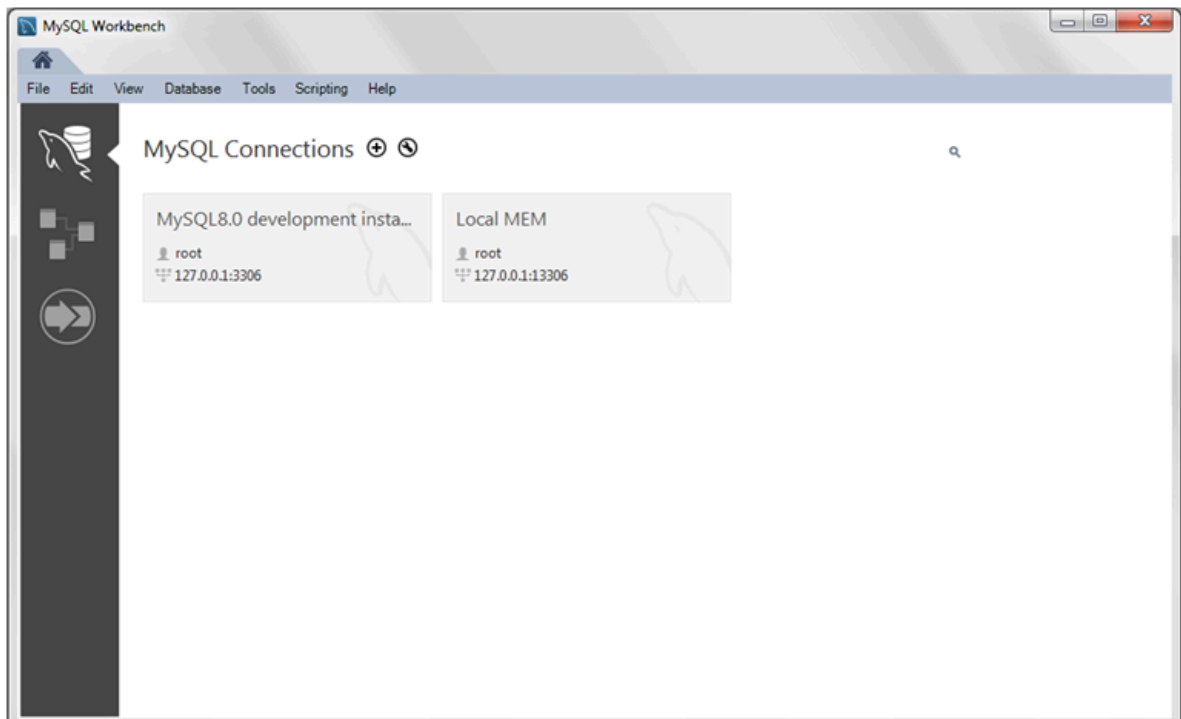 MySQL Workbench
File Edit View Database Tools Scripting Help
MySQL Connections
MySQL8.0 development insta...
root
127.0.0.1:3306
Local MEM
root
127.0.0.1:13306